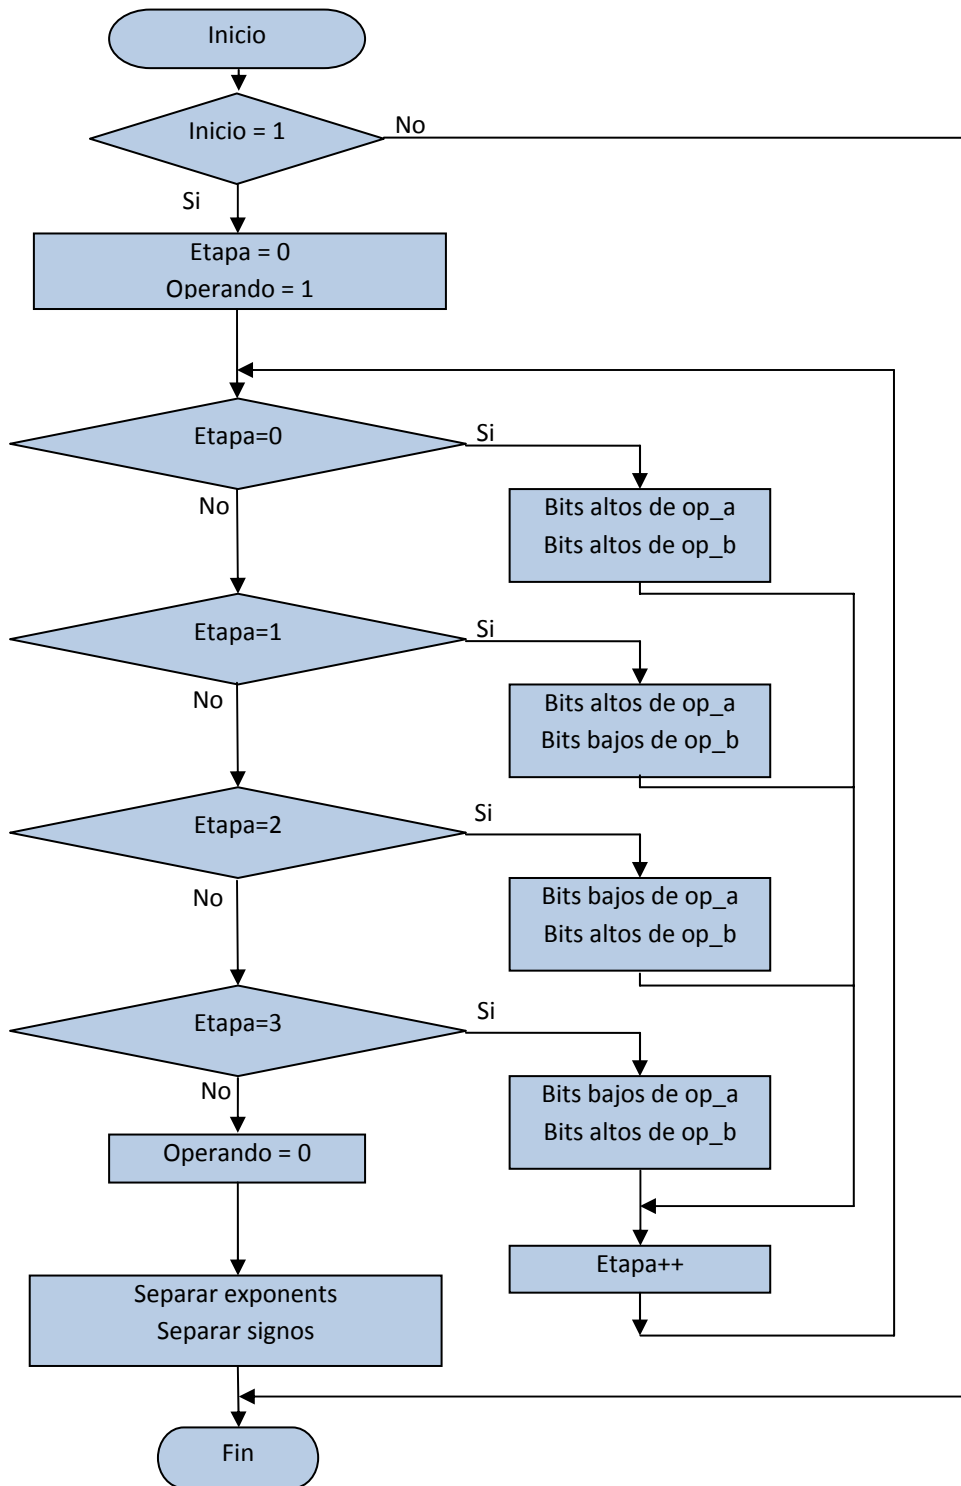 Inicio
Inicio = 1
No
Si
Etapa = 0
Operando = 1
Etapa=0
Si
No
Bits altos de op_a
Bits altos de op_b
Etapa=1
Si
No
Bits altos de op_a
Bits bajos de op_b
Etapa=2
Si
No
Bits bajos de op_a
Bits altos de op_b
Etapa=3
Si
No
Bits bajos de op_a
Bits altos de op_b
Operando = 0
Etapa++
Separar exponents
Separar signos
Fin